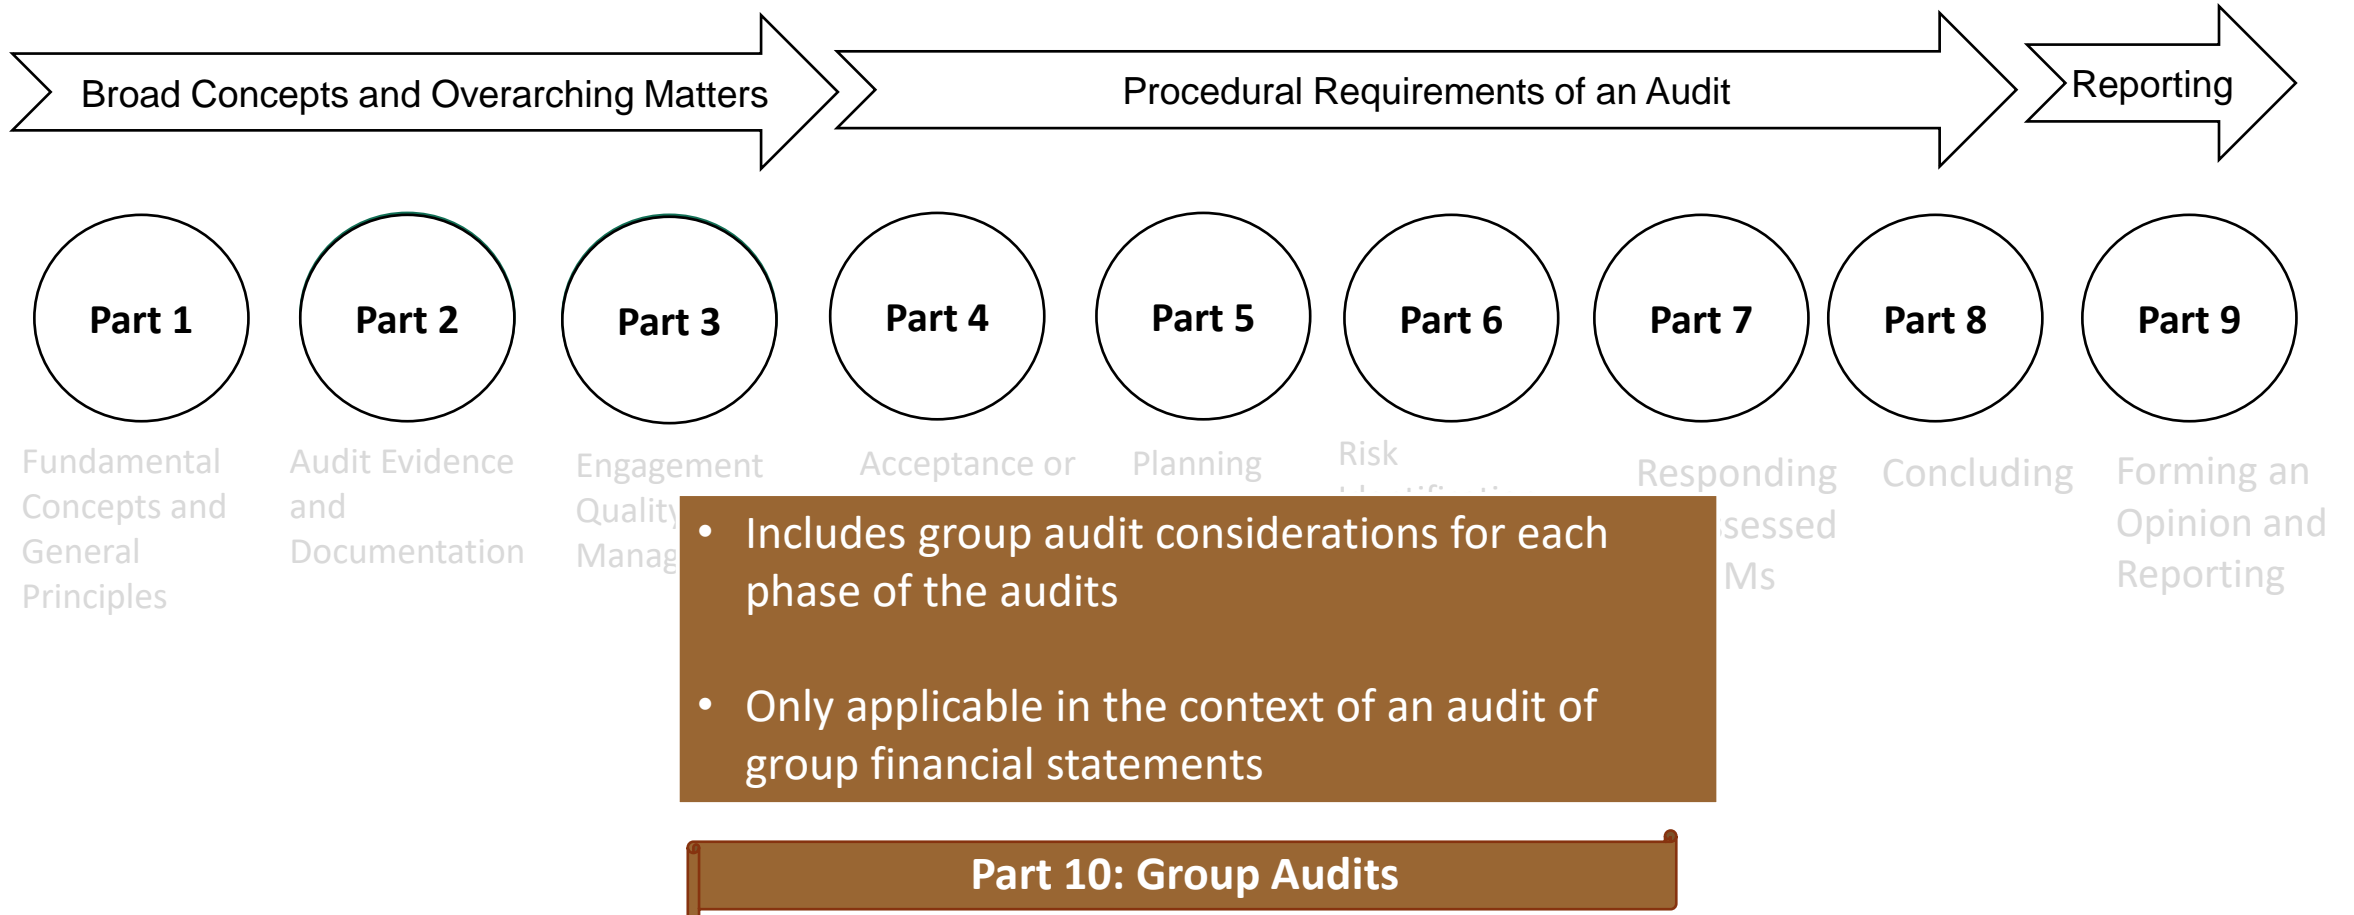 Broad Concepts and Overarching Matters
Procedural Requirements of an Audit
Reporting
Part 1
Part 2
Part 3
Part 4
Part 5
Part 6
Part 7
Part 8
Part 9
Fundamental
Concepts and
General
Principles
Audit Evidence
and
Documentation
Engagement
Quality
Acceptance or
Planning
Risk
Responding
Concluding
Forming an
Opinion and
Reporting
• Includes group audit considerations for each
phase of the audits
• Only applicable in the context of an audit of
group financial statements
Part 10: Group Audits